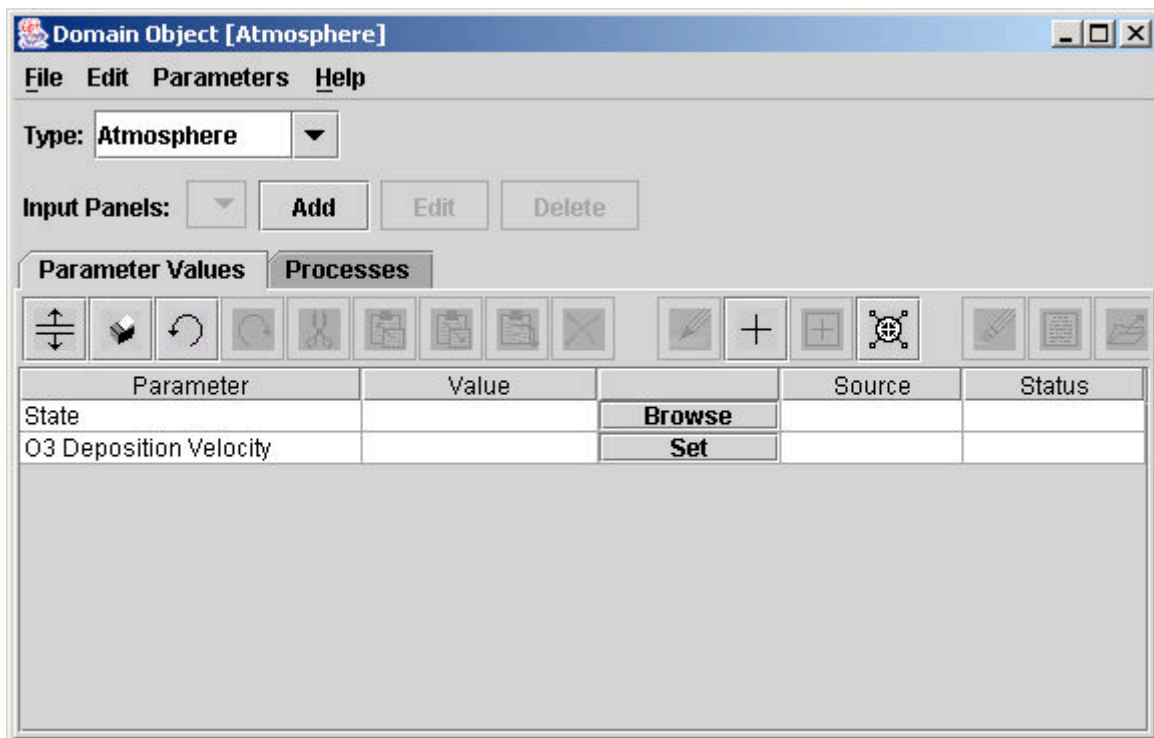 Domain Object [Atmosphere]
File Edit Parameters Help
Type: Atmosphere
Input Panels: Add Edit Delete
Parameter Values Processes
Parameter Value Source Status
State Browse
O3 Deposition Velocity Set